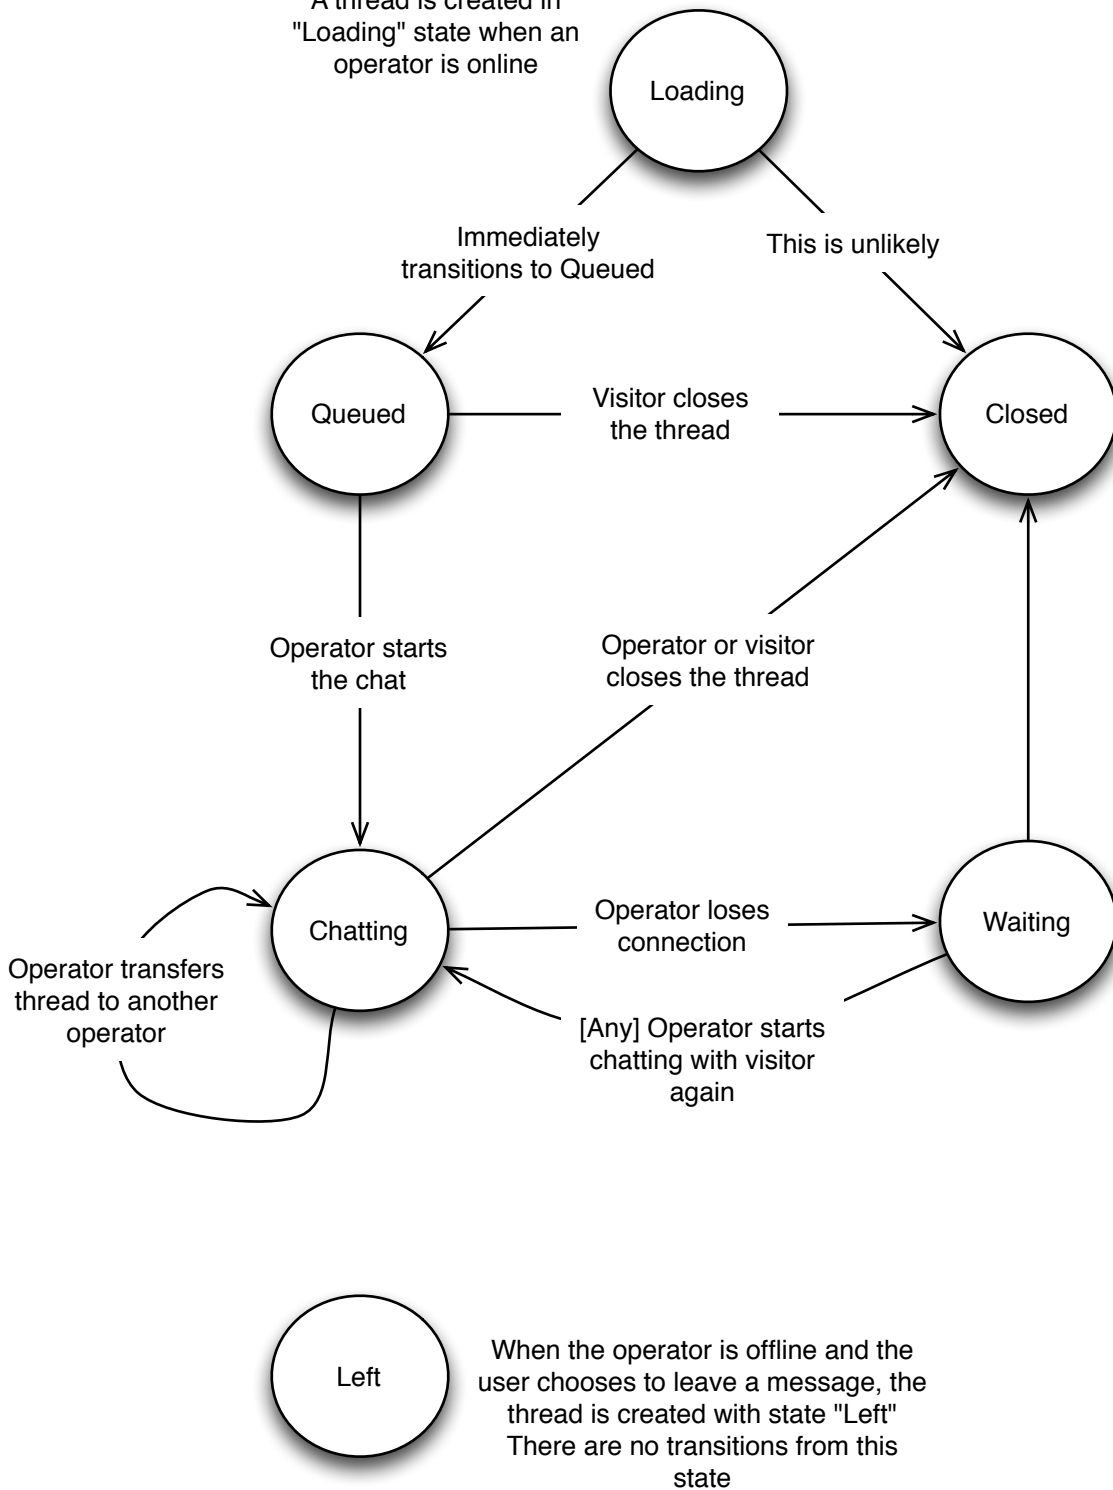 A thread is created in
"Loading" state when an
operator is online
Loading
Immediately
transitions to Queued
This is unlikely
Queued
Visitor closes
the thread
Closed
Operator starts
the chat
Operator or visitor
closes the thread
Chatting
Operator loses
connection
Waiting
Operator transfers
thread to another
operator
[Any] Operator starts
chatting with visitor
again
Left
When the operator is offline and the
user chooses to leave a message, the
thread is created with state "Left"
There are no transitions from this
state